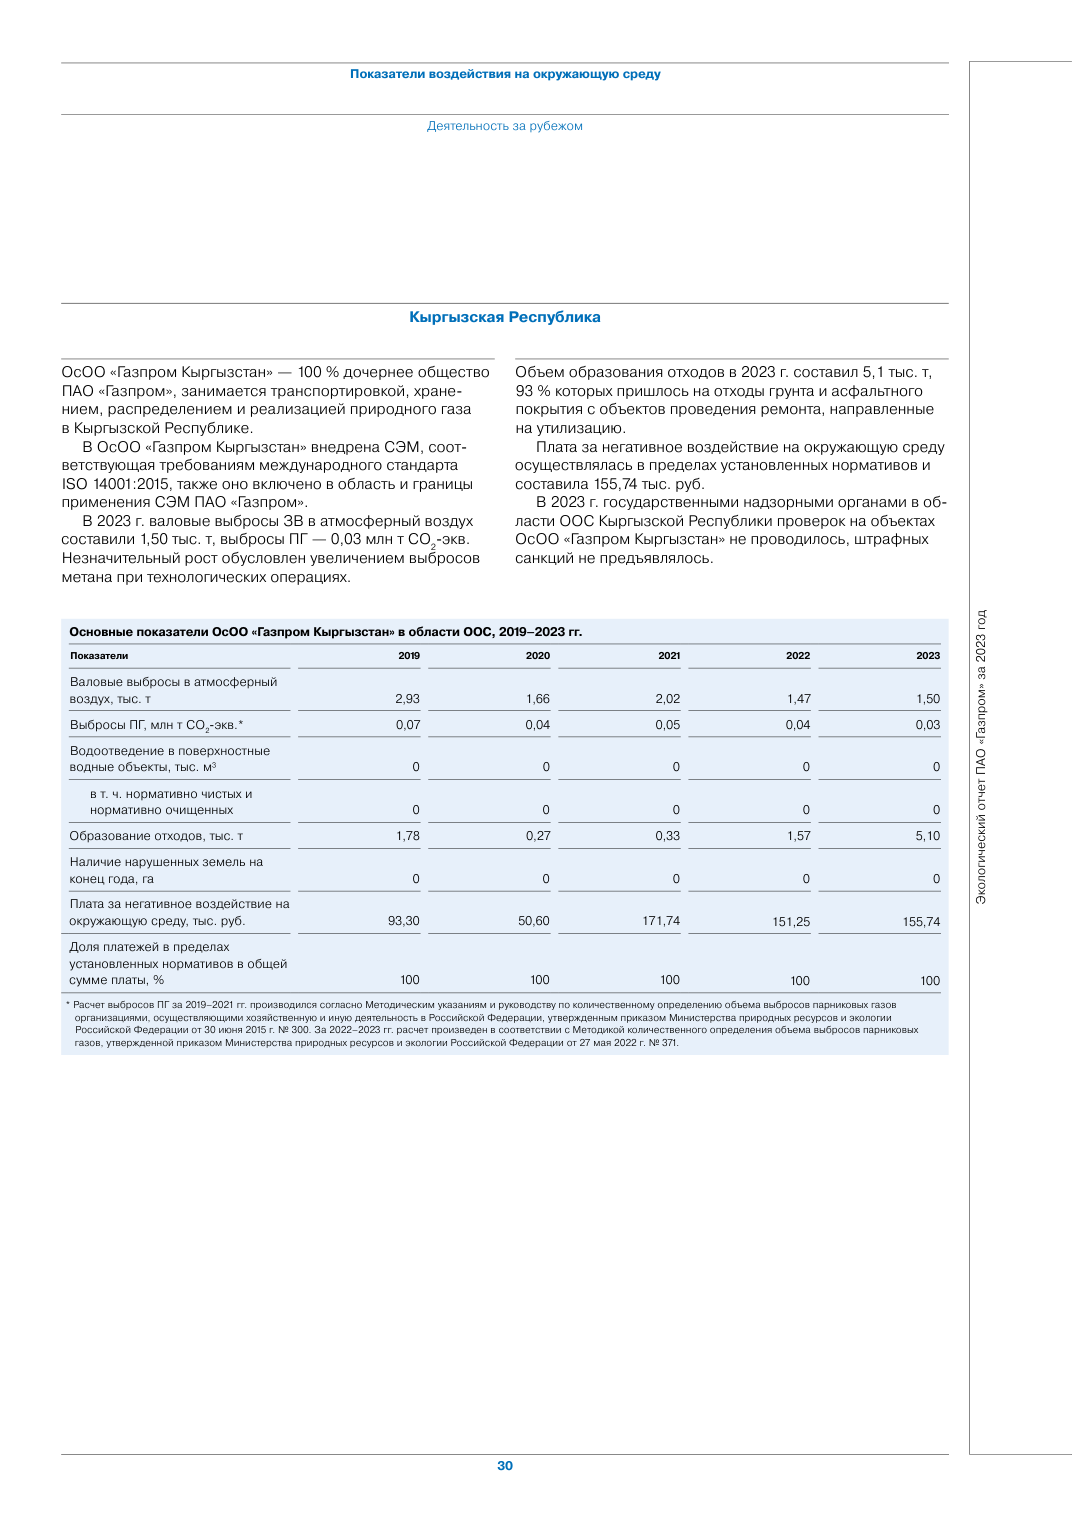 Показатели воздействия на окружающую среду
Деятельность за рубежом
Кыргызская Республика
ОсОО «Газпром Кыргызстан» — 100 % дочернее общество
ПАО «Газпром», занимается транспортировкой, хране-
нием, распределением и реализацией природного газа
в Кыргызской Республике.
В ОсОО «Газпром Кыргызстан» внедрена СЭМ, соот-
ветствующая требованиям международного стандарта
ISO 14001:2015, также оно включено в область и границы
применения СЭМ ПАО «Газпром».
В 2023 г. валовые выбросы ЗВ в атмосферный воздух
составили 1,50 тыс. т, выбросы ПГ — 0,03 млн т CO2-экв.
Незначительный рост обусловлен увеличением выбросов
метана при технологических операциях.
Объем образования отходов в 2023 г. составил 5,1 тыс. т,
93 % которых пришлось на отходы грунта и асфальтного
покрытия с объектов проведения ремонта, направленные
на утилизацию.
Плата за негативное воздействие на окружающую среду
осуществлялась в пределах установленных нормативов и
составила 155,74 тыс. руб.
В 2023 г. государственными надзорными органами в об-
ласти ООС Кыргызской Республики проверок на объектах
ОсОО «Газпром Кыргызстан» не проводилось, штрафных
санкций не предъявлялось.
Основные показатели ОсОО «Газпром Кыргызстан» в области ООС, 2019–2023 гг.
Показатели 2019 2020 2021 2022 2023
Валовые выбросы в атмосферный
воздух, тыс. т 2,93 1,66 2,02 1,47 1,50
Выбросы ПГ, млн т CO2-экв.* 0,07 0,04 0,05 0,04 0,03
Водоотведение в поверхностные
водные объекты, тыс. м³ 0 0 0 0 0
в т. ч. нормативно чистых и
нормативно очищенных 0 0 0 0 0
Образование отходов, тыс. т 1,78 0,27 0,33 1,57 5,10
Наличие нарушенных земель на
конец года, га 0 0 0 0 0
Плата за негативное воздействие на
окружающую среду, тыс. руб. 93,30 50,60 171,74 151,25 155,74
Доля платежей в пределах
установленных нормативов в общей
сумме платы, % 100 100 100 100 100
* Расчет выбросов ПГ за 2019–2021 гг. производился согласно Методическим указаниям и руководству по количественному определению объема выбросов парниковых газов
организациями, осуществляющими хозяйственную и иную деятельность в Российской Федерации, утвержденным приказом Министерства природных ресурсов и экологии
Российской Федерации от 30 июня 2015 г. № 300. За 2022–2023 гг. расчет произведен в соответствии с Методикой количественного определения объема выбросов парниковых
газов, утвержденной приказом Министерства природных ресурсов и экологии Российской Федерации от 27 мая 2022 г. № 371.
Экологический отчет ПАО «Газпром» за 2023 год
30